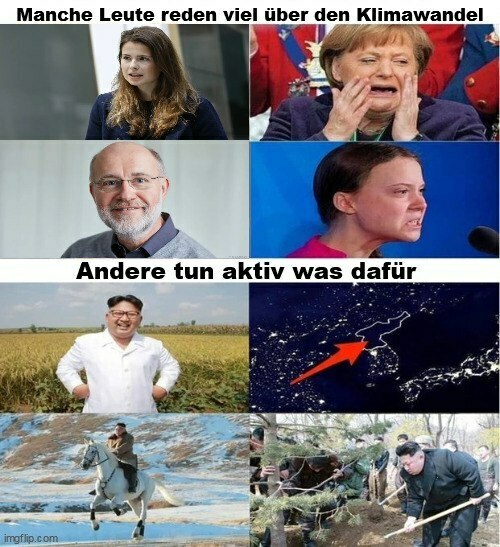 Manche Leute reden viel über den Klimawandel
Andere tun aktiv was dafür
imgflip.com